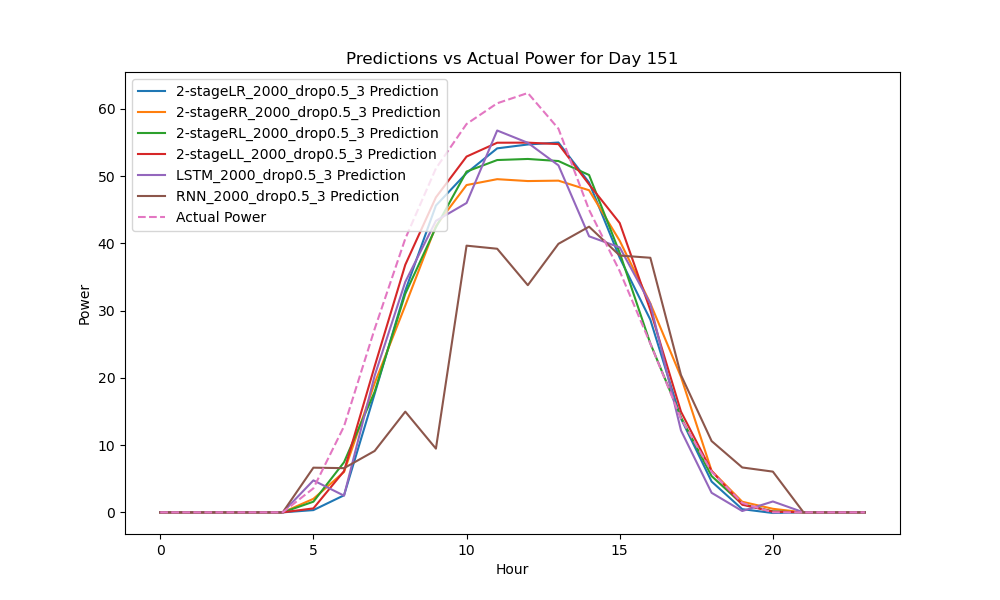 Predictions vs Actual Power for Day 151
2-stageLR_2000_drop0.5_3 Prediction
2-stageRR_2000_drop0.5_3 Prediction
2-stageRL_2000_drop0.5_3 Prediction
2-stageLL_2000_drop0.5_3 Prediction
LSTM_2000_drop0.5_3 Prediction
RNN_2000_drop0.5_3 Prediction
Actual Power
Power
60
50
40
30
20
10
0
0 5 10 15 20
Hour